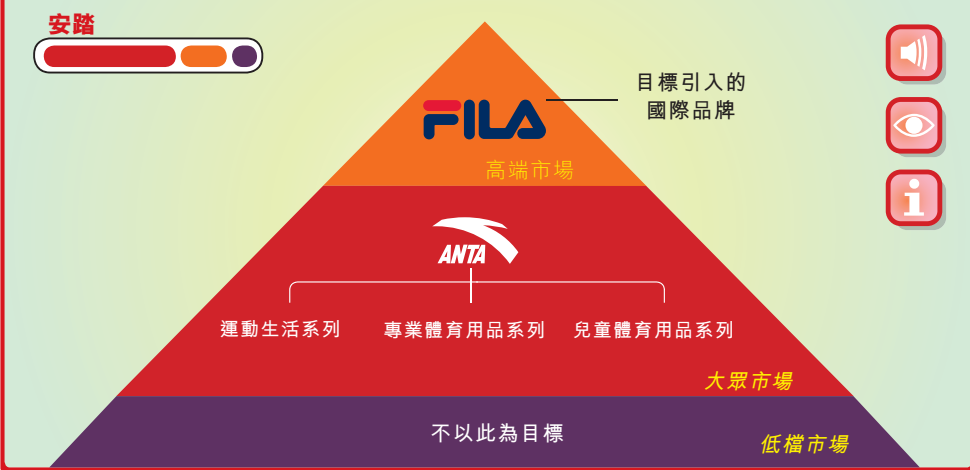 安踏
目標引入的
國際品牌
FILA
高端市場
ANTA
運動生活系列 專業體育用品系列 兒童體育用品系列
大眾市場
不以此為目標
低檔市場